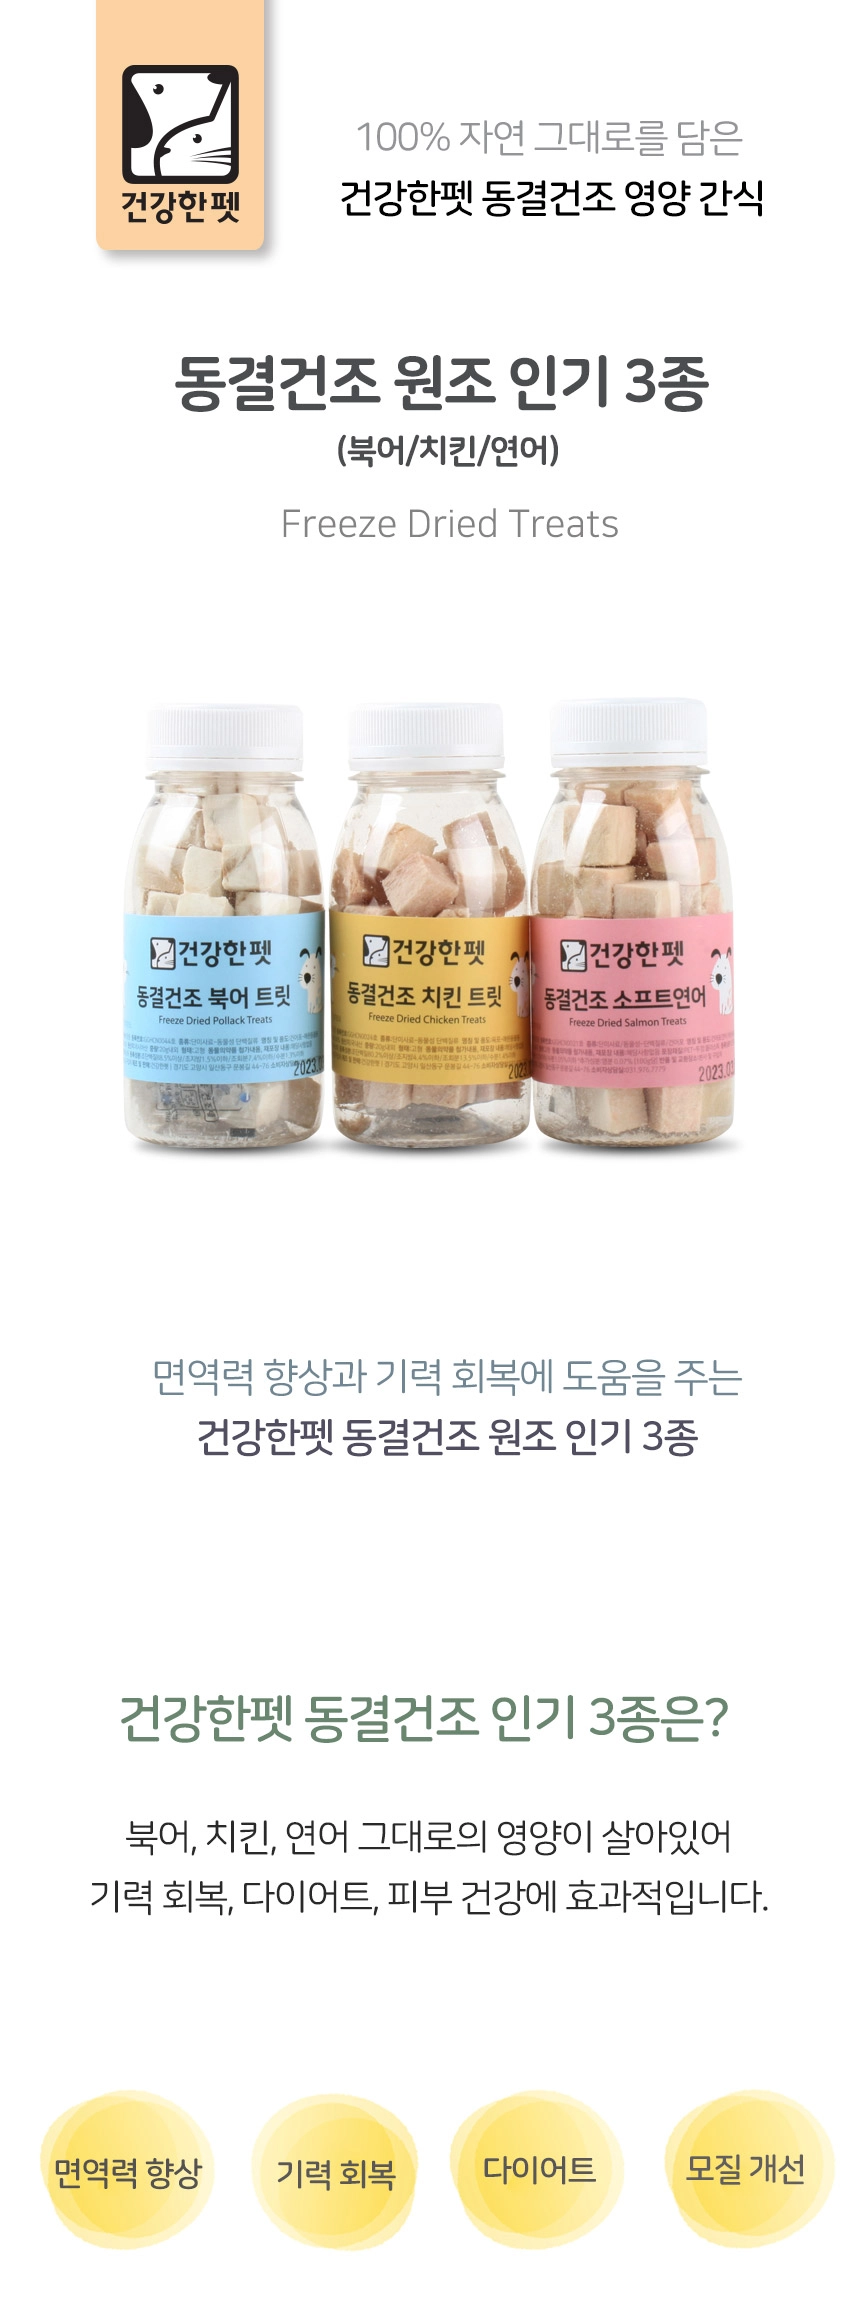 건강한펫
100% 자연 그대로를 담은
건강한펫 동결건조 영양 간식
동결건조 원조 인기 3종
(북어/치킨/연어)
Freeze Dried Treats
건강한펫
동결건조 북어 트릿
Freeze Dried Pollack Treats
건강한펫
동결건조 치킨 트릿
Freeze Dried Chicken Treats
건강한펫
동결건조 소프트연어
Freeze Dried Salmon Treats
면역력 향상과 기력 회복에 도움을 주는
건강한펫 동결건조 원조 인기 3종
건강한펫 동결건조 인기 3종은?
북어, 치킨, 연어 그대로의 영양이 살아있어
기력 회복, 다이어트, 피부 건강에 효과적입니다.
면역력 향상
기력 회복
다이어트
모질 개선